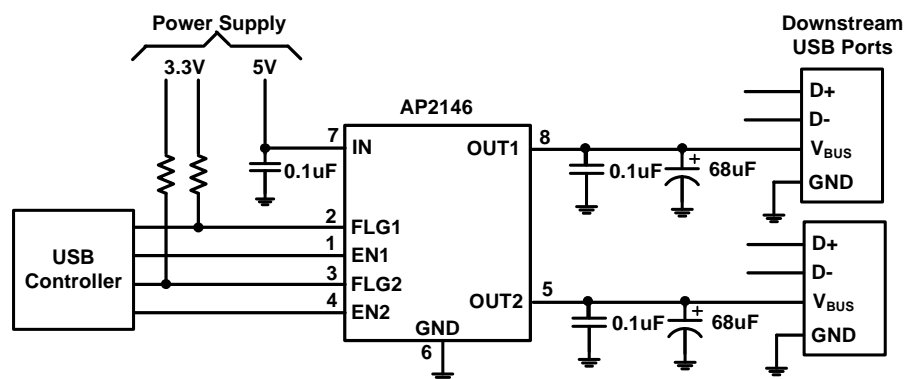 Power Supply
3.3V
5V
Downstream
USB Ports
AP2146
D+
D-
VBUS
GND
7
IN
0.1uF
OUT1
8
0.1uF
+
68uF
USB
Controller
2
FLG1
1
EN1
3
FLG2
4
EN2
GND
6
OUT2
5
0.1uF
+
68uF
D+
D-
VBUS
GND